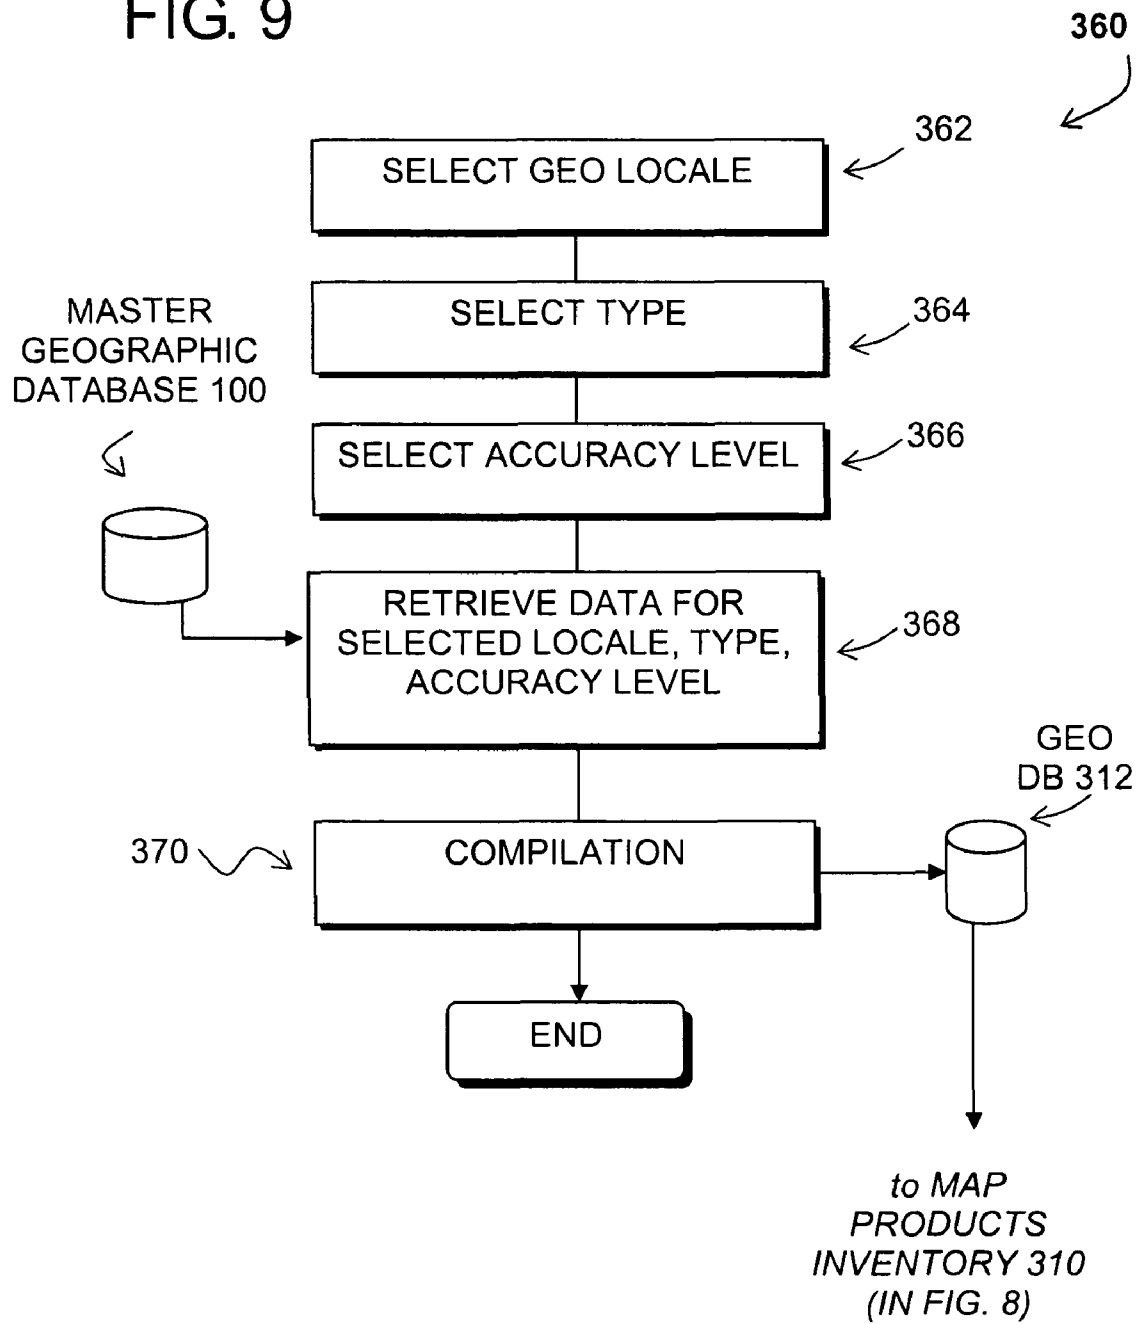 FIG. 9
360
362
SELECT GEO LOCALE
364
SELECT TYPE
MASTER
GEOGRAPHIC
DATABASE 100
366
SELECT ACCURACY LEVEL
368
RETRIEVE DATA FOR
SELECTED LOCALE, TYPE,
ACCURACY LEVEL
GEO
DB 312
370
COMPILATION
END
to MAP
PRODUCTS
INVENTORY 310
(IN FIG. 8)